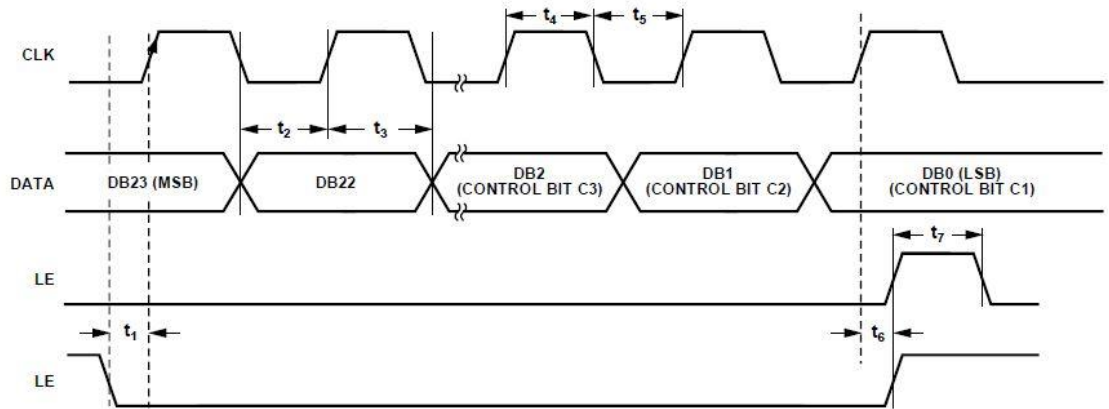 t₄ t₅
CLK
t₂ t₃
DATA DB23 (MSB) DB22 DB2 DB1 DB0 (LSB)
(CONTROL BIT C3) (CONTROL BIT C2) (CONTROL BIT C1)
t₇
LE
t₁ t₆
LE